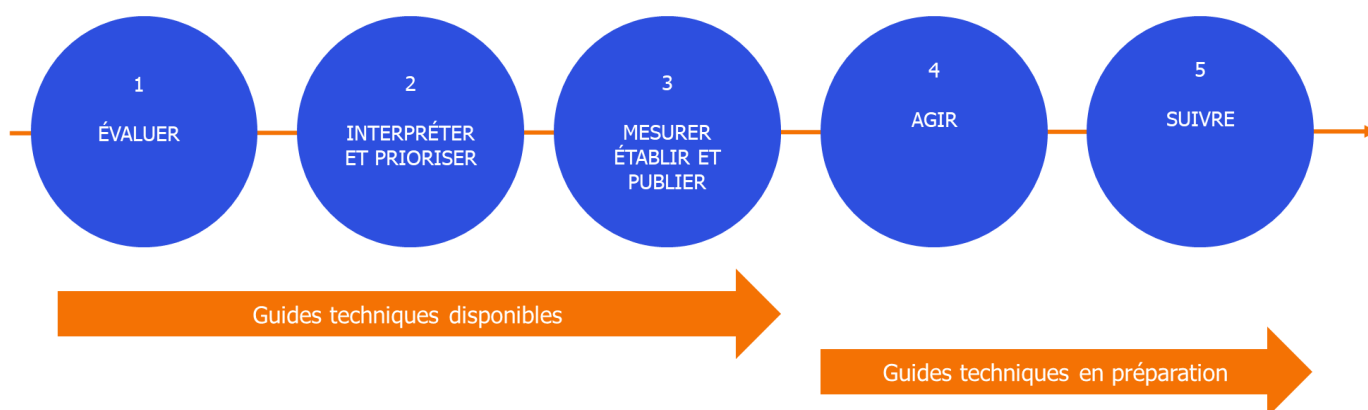 1
ÉVALUER
2
INTERPRÉTER
ET PRIORISER
3
MESURER
ÉTABLIR ET
PUBLIER
4
AGIR
5
SUIVRE
Guides techniques disponibles
Guides techniques en préparation